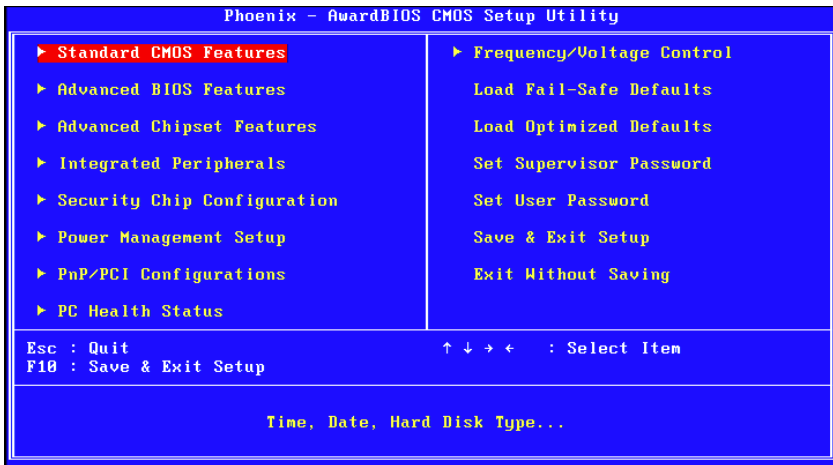 Phoenix - AwardBIOS CMOS Setup Utility
▶ Standard CMOS Features
▶ Advanced BIOS Features
▶ Advanced Chipset Features
▶ Integrated Peripherals
▶ Security Chip Configuration
▶ Power Management Setup
▶ PnP/PCI Configurations
▶ PC Health Status
▶ Frequency/Voltage Control
Load Fail-Safe Defaults
Load Optimized Defaults
Set Supervisor Password
Set User Password
Save & Exit Setup
Exit Without Saving
Esc : Quit
F10 : Save & Exit Setup
↑ ↓ → ← : Select Item
Time, Date, Hard Disk Type...